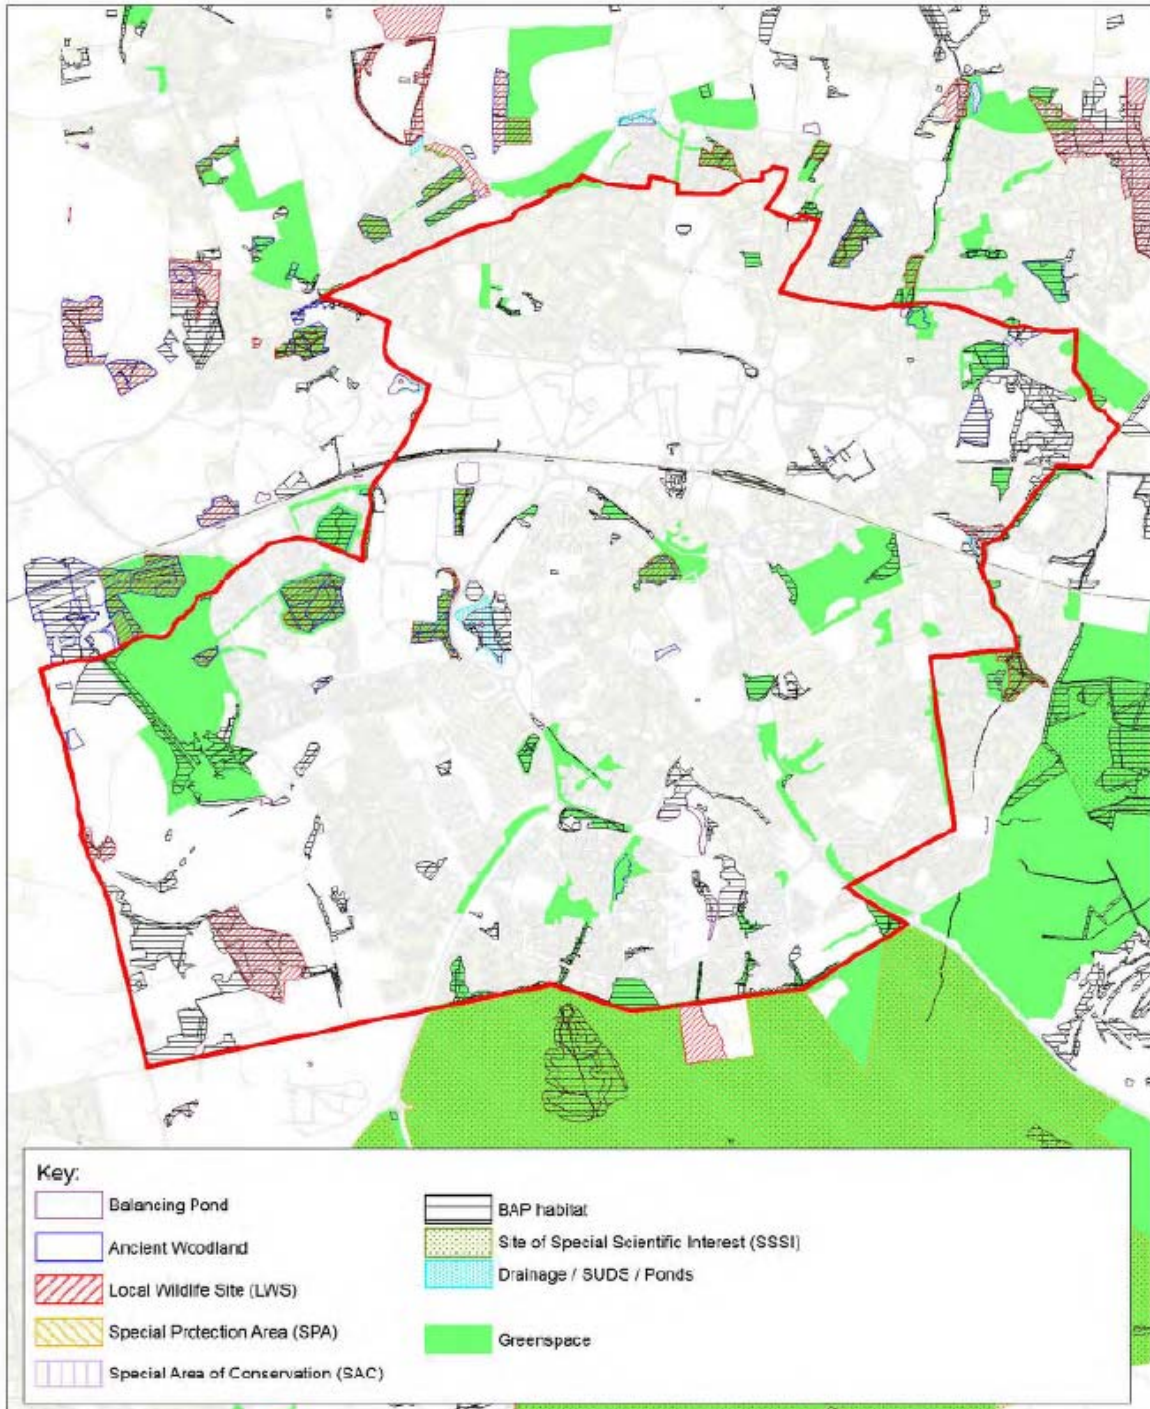 Key:
Balancing Pond
Ancient Woodland
Local Wildlife Site (LWS)
Special Protection Area (SPA)
Special Area of Conservation (SAC)
BAP habitat
Site of Special Scientific Interest (SSSI)
Drainage / SUDS / Ponds
Greenspace